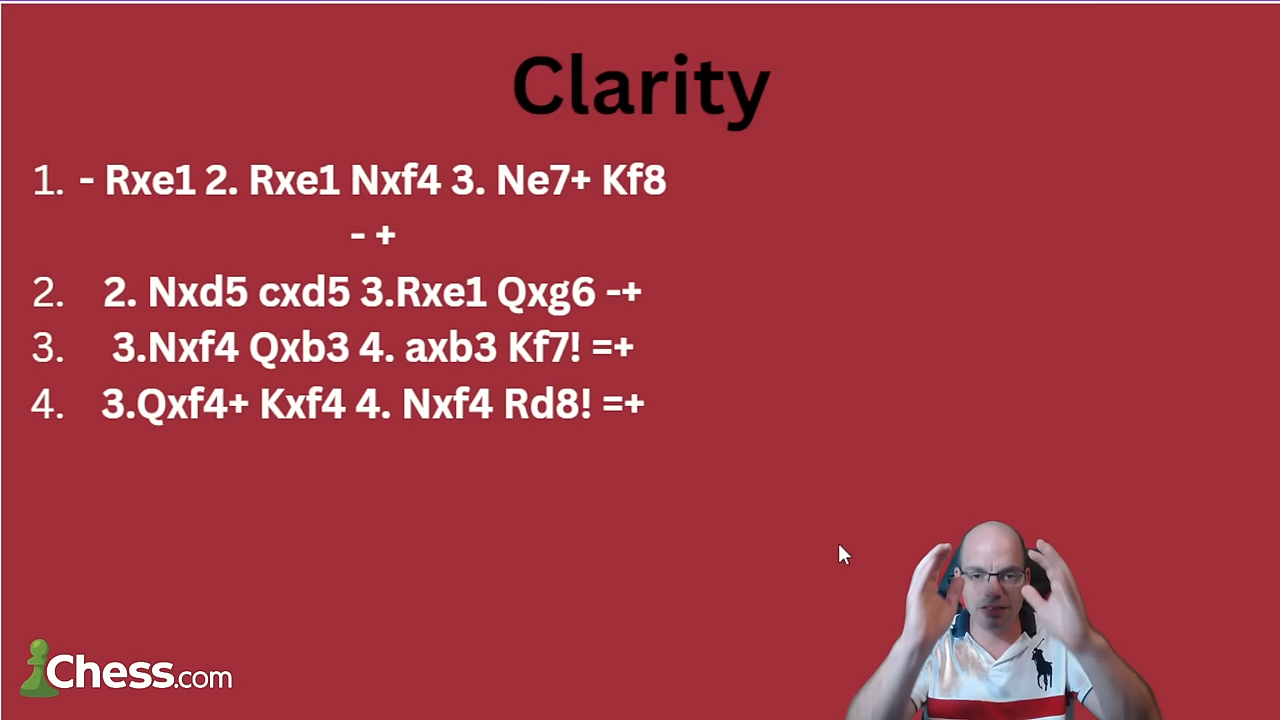 Clarity
1. - Rxe1 2. Rxe1 Nxf4 3. Ne7+ Kf8
- +
2. 2. Nxd5 cxd5 3.Rxe1 Qxg6 -+
3. 3.Nxf4 Qxb3 4. axb3 Kf7! =+
4. 3.Qxf4+ Kxf4 4. Nxf4 Rd8! =+
Chess.com